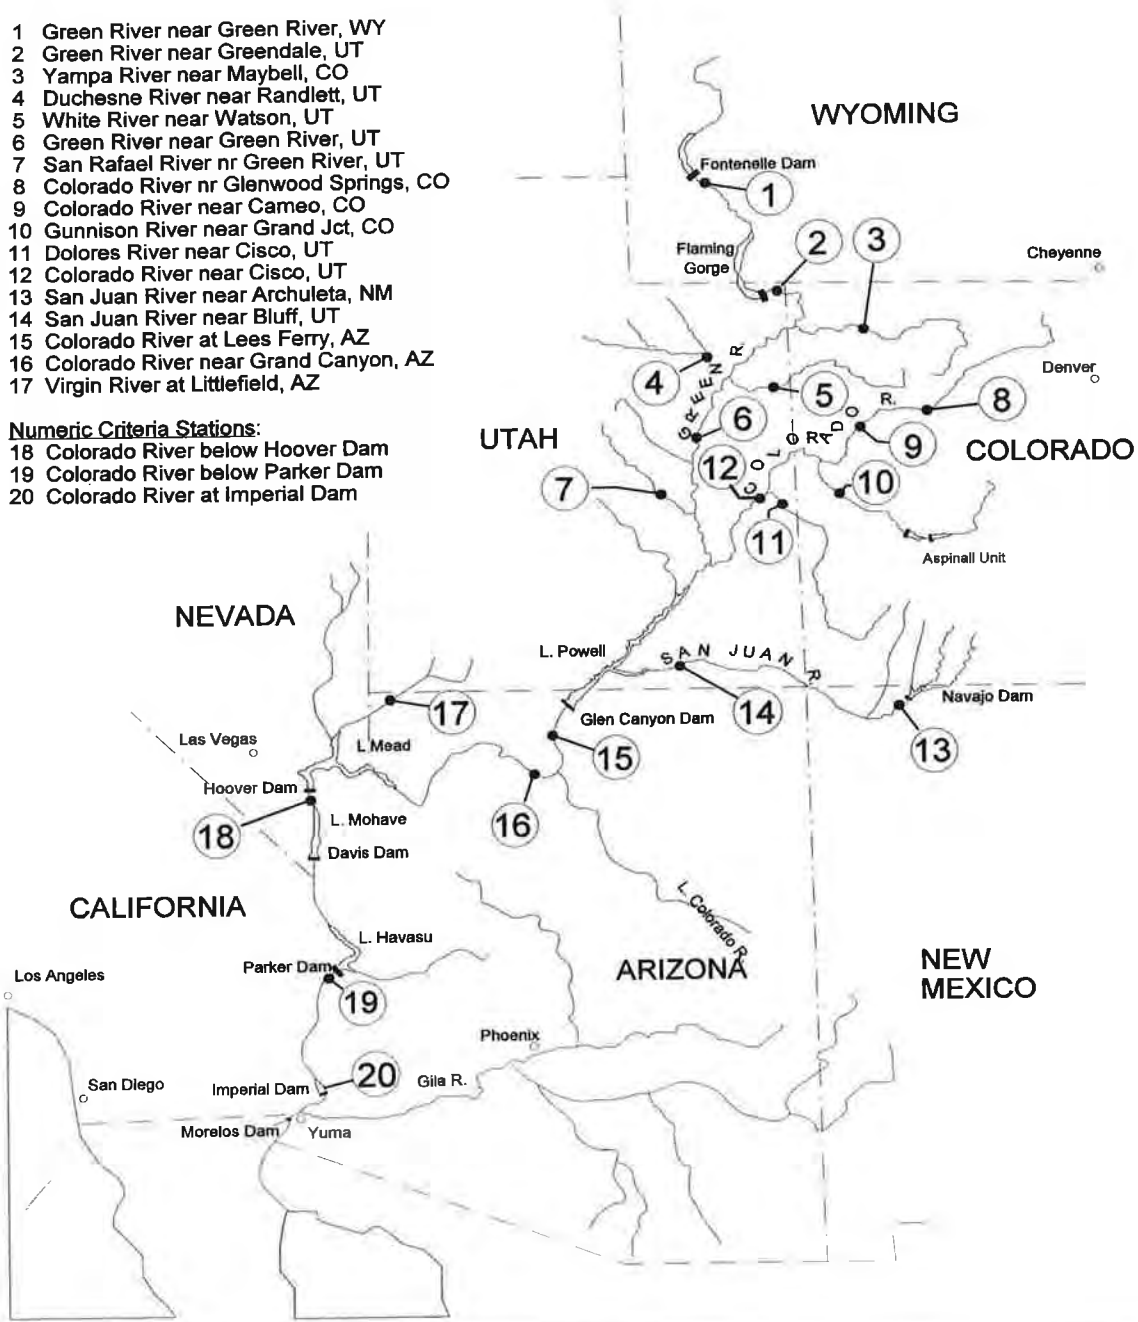 1 Green River near Green River, WY
2 Green River near Greendale, UT
3 Yampa River near Maybell, CO
4 Duchesne River near Randlett, UT
5 White River near Watson, UT
6 Green River near Green River, UT
7 San Rafael River nr Green River, UT
8 Colorado River nr Glenwood Springs, CO
9 Colorado River near Cameo, CO
10 Gunnison River near Grand Jct, CO
11 Dolores River near Cisco, UT
12 Colorado River near Cisco, UT
13 San Juan River near Archuleta, NM
14 San Juan River near Bluff, UT
15 Colorado River at Lees Ferry, AZ
16 Colorado River near Grand Canyon, AZ
17 Virgin River at Littlefield, AZ
Numeric Criteria Stations:
18 Colorado River below Hoover Dam
19 Colorado River below Parker Dam
20 Colorado River at Imperial Dam
WYOMING
Fontenelle Dam
1
2
3
Flaming
Gorge
Cheyenne
GREEN R.
4
5
Denver
8
COLORADO R.
6
9
UTAH
COLORADO
12
7
10
11
Aspinall Unit
NEVADA
L. Powell
SAN JUAN R.
Navajo Dam
17
14
Glen Canyon Dam
13
Las Vegas
L Mead
15
Hoover Dam
16
18
L. Mohave
Davis Dam
L. Colorado R.
CALIFORNIA
L. Havasu
Parker Dam
ARIZONA
NEW
MEXICO
Los Angeles
19
Phoenix
San Diego
Imperial Dam
20
Gila R.
Morelos Dam
Yuma